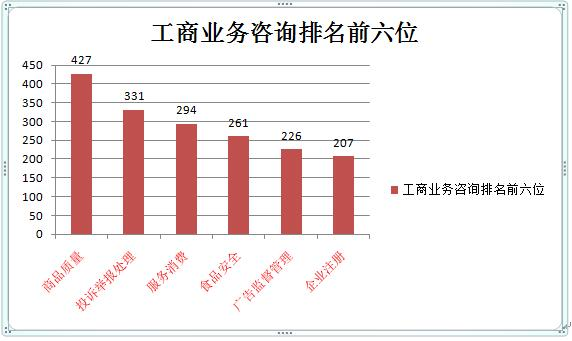 工商业务咨询排名前六位
450
400
350
300
250
200
150
100
50
0
427
331
294
261
226
207
商品质量
投诉举报处理
服务消费
食品安全
广告监督管理
企业注册
工商业务咨询排名前六位